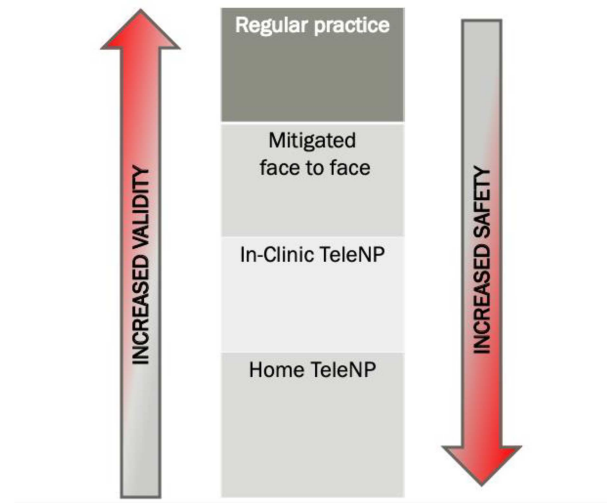 Regular practice
Mitigated
face to face
In-Clinic TeleNP
Home TeleNP
INCREASED VALIDITY
INCREASED SAFETY